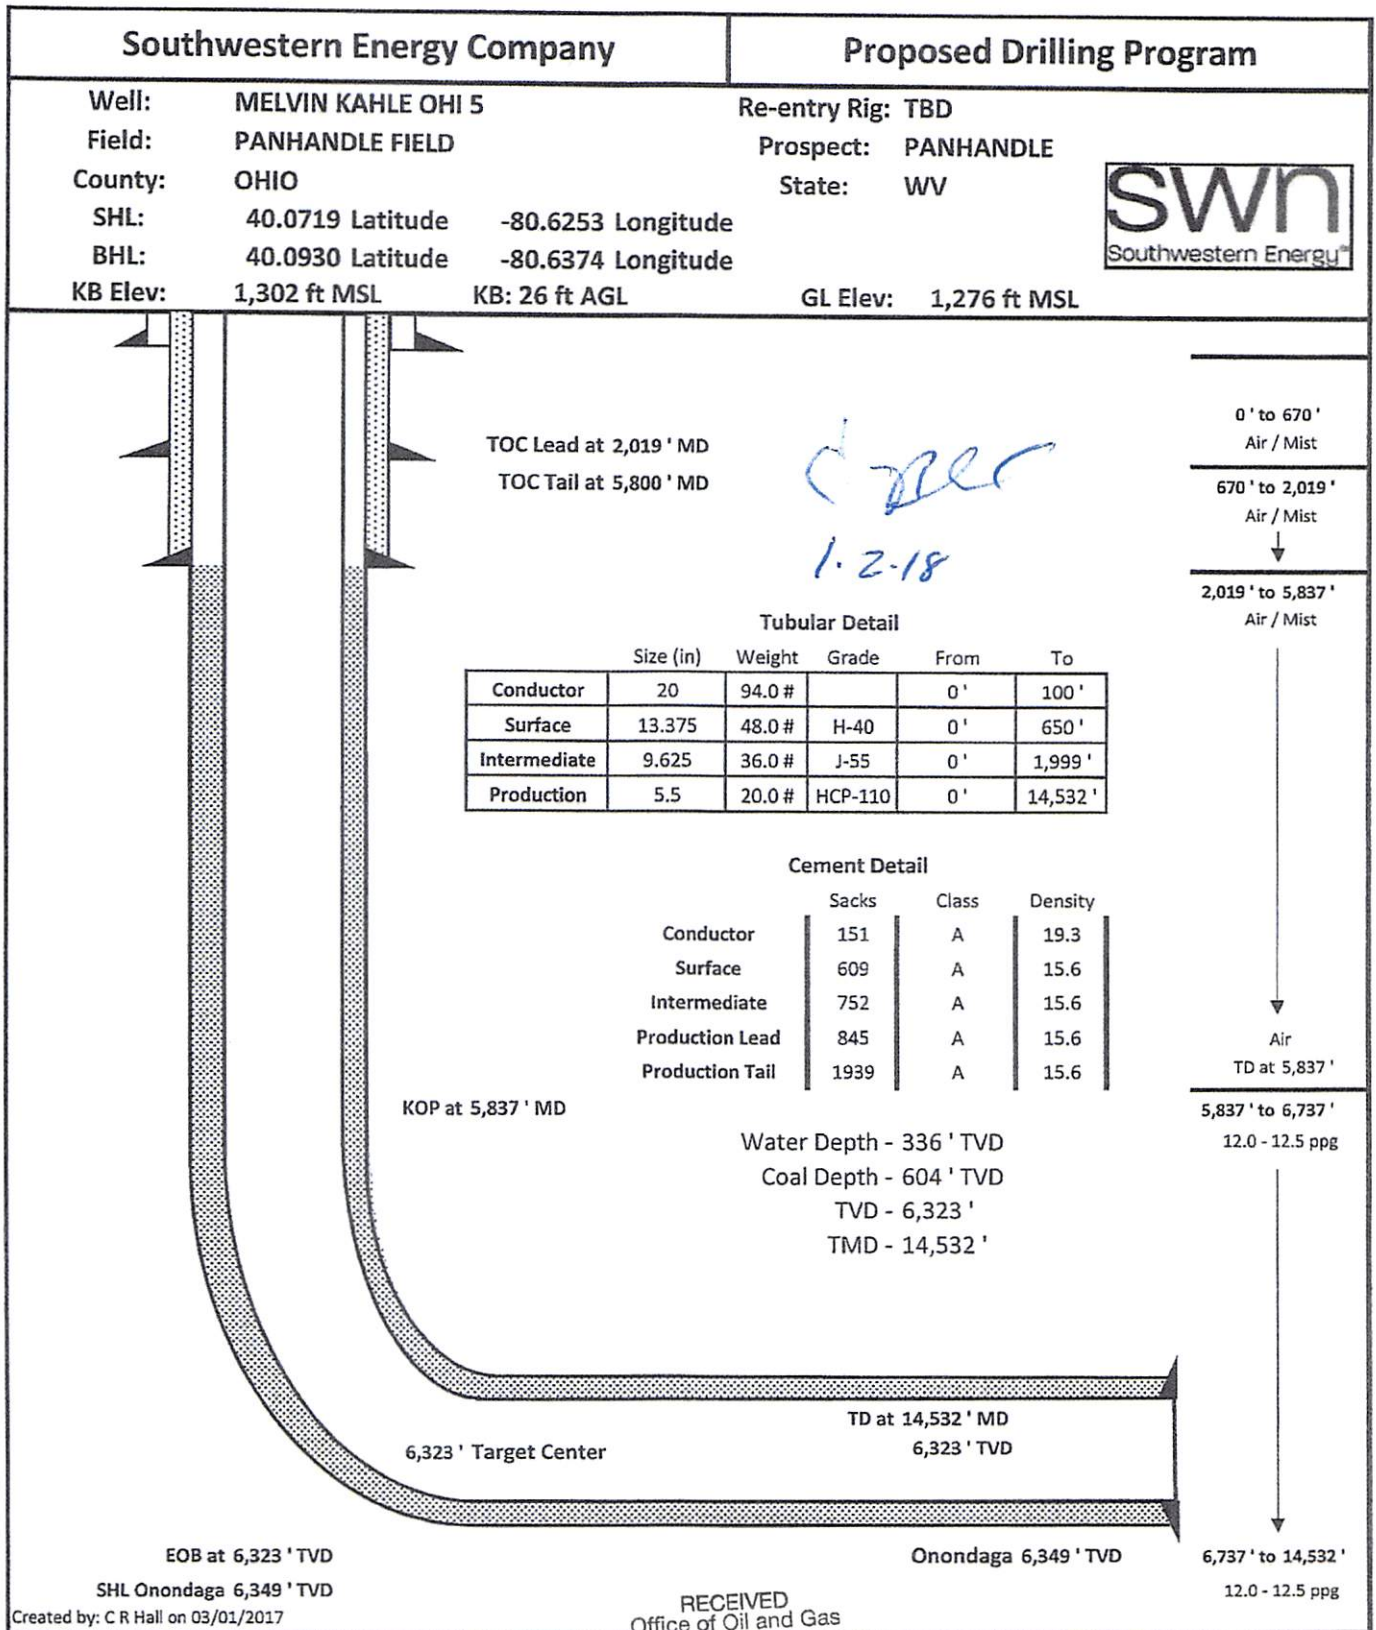 Southwestern Energy Company Proposed Drilling Program
Well: MELVIN KAHLE OHI 5 Re-entry Rig: TBD
Field: PANHANDLE FIELD Prospect: PANHANDLE
County: OHIO State: WV
SHL: 40.0719 Latitude -80.6253 Longitude
BHL: 40.0930 Latitude -80.6374 Longitude
KB Elev: 1,302 ft MSL KB: 26 ft AGL GL Elev: 1,276 ft MSL
swn
Southwestern Energy™
0 ' to 670 '
Air / Mist
TOC Lead at 2,019 ' MD
TOC Tail at 5,800 ' MD
670 ' to 2,019 '
Air / Mist
1-2-18
2,019 ' to 5,837 '
Air / Mist
Tubular Detail
Size (in) Weight Grade From To
Conductor 20 94.0 # 0 ' 100 '
Surface 13.375 48.0 # H-40 0 ' 650 '
Intermediate 9.625 36.0 # J-55 0 ' 1,999 '
Production 5.5 20.0 # HCP-110 0 ' 14,532 '
Cement Detail
Sacks Class Density
Conductor 151 A 19.3
Surface 609 A 15.6
Intermediate 752 A 15.6
Production Lead 845 A 15.6
Production Tail 1939 A 15.6
Air
TD at 5,837 '
KOP at 5,837 ' MD
5,837 ' to 6,737 '
12.0 - 12.5 ppg
Water Depth - 336 ' TVD
Coal Depth - 604 ' TVD
TVD - 6,323 '
TMD - 14,532 '
TD at 14,532 ' MD
6,323 ' Target Center 6,323 ' TVD
EOB at 6,323 ' TVD Onondaga 6,349 ' TVD 6,737 ' to 14,532 '
SHL Onondaga 6,349 ' TVD 12.0 - 12.5 ppg
Created by: C R Hall on 03/01/2017
RECEIVED
Office of Oil and Gas